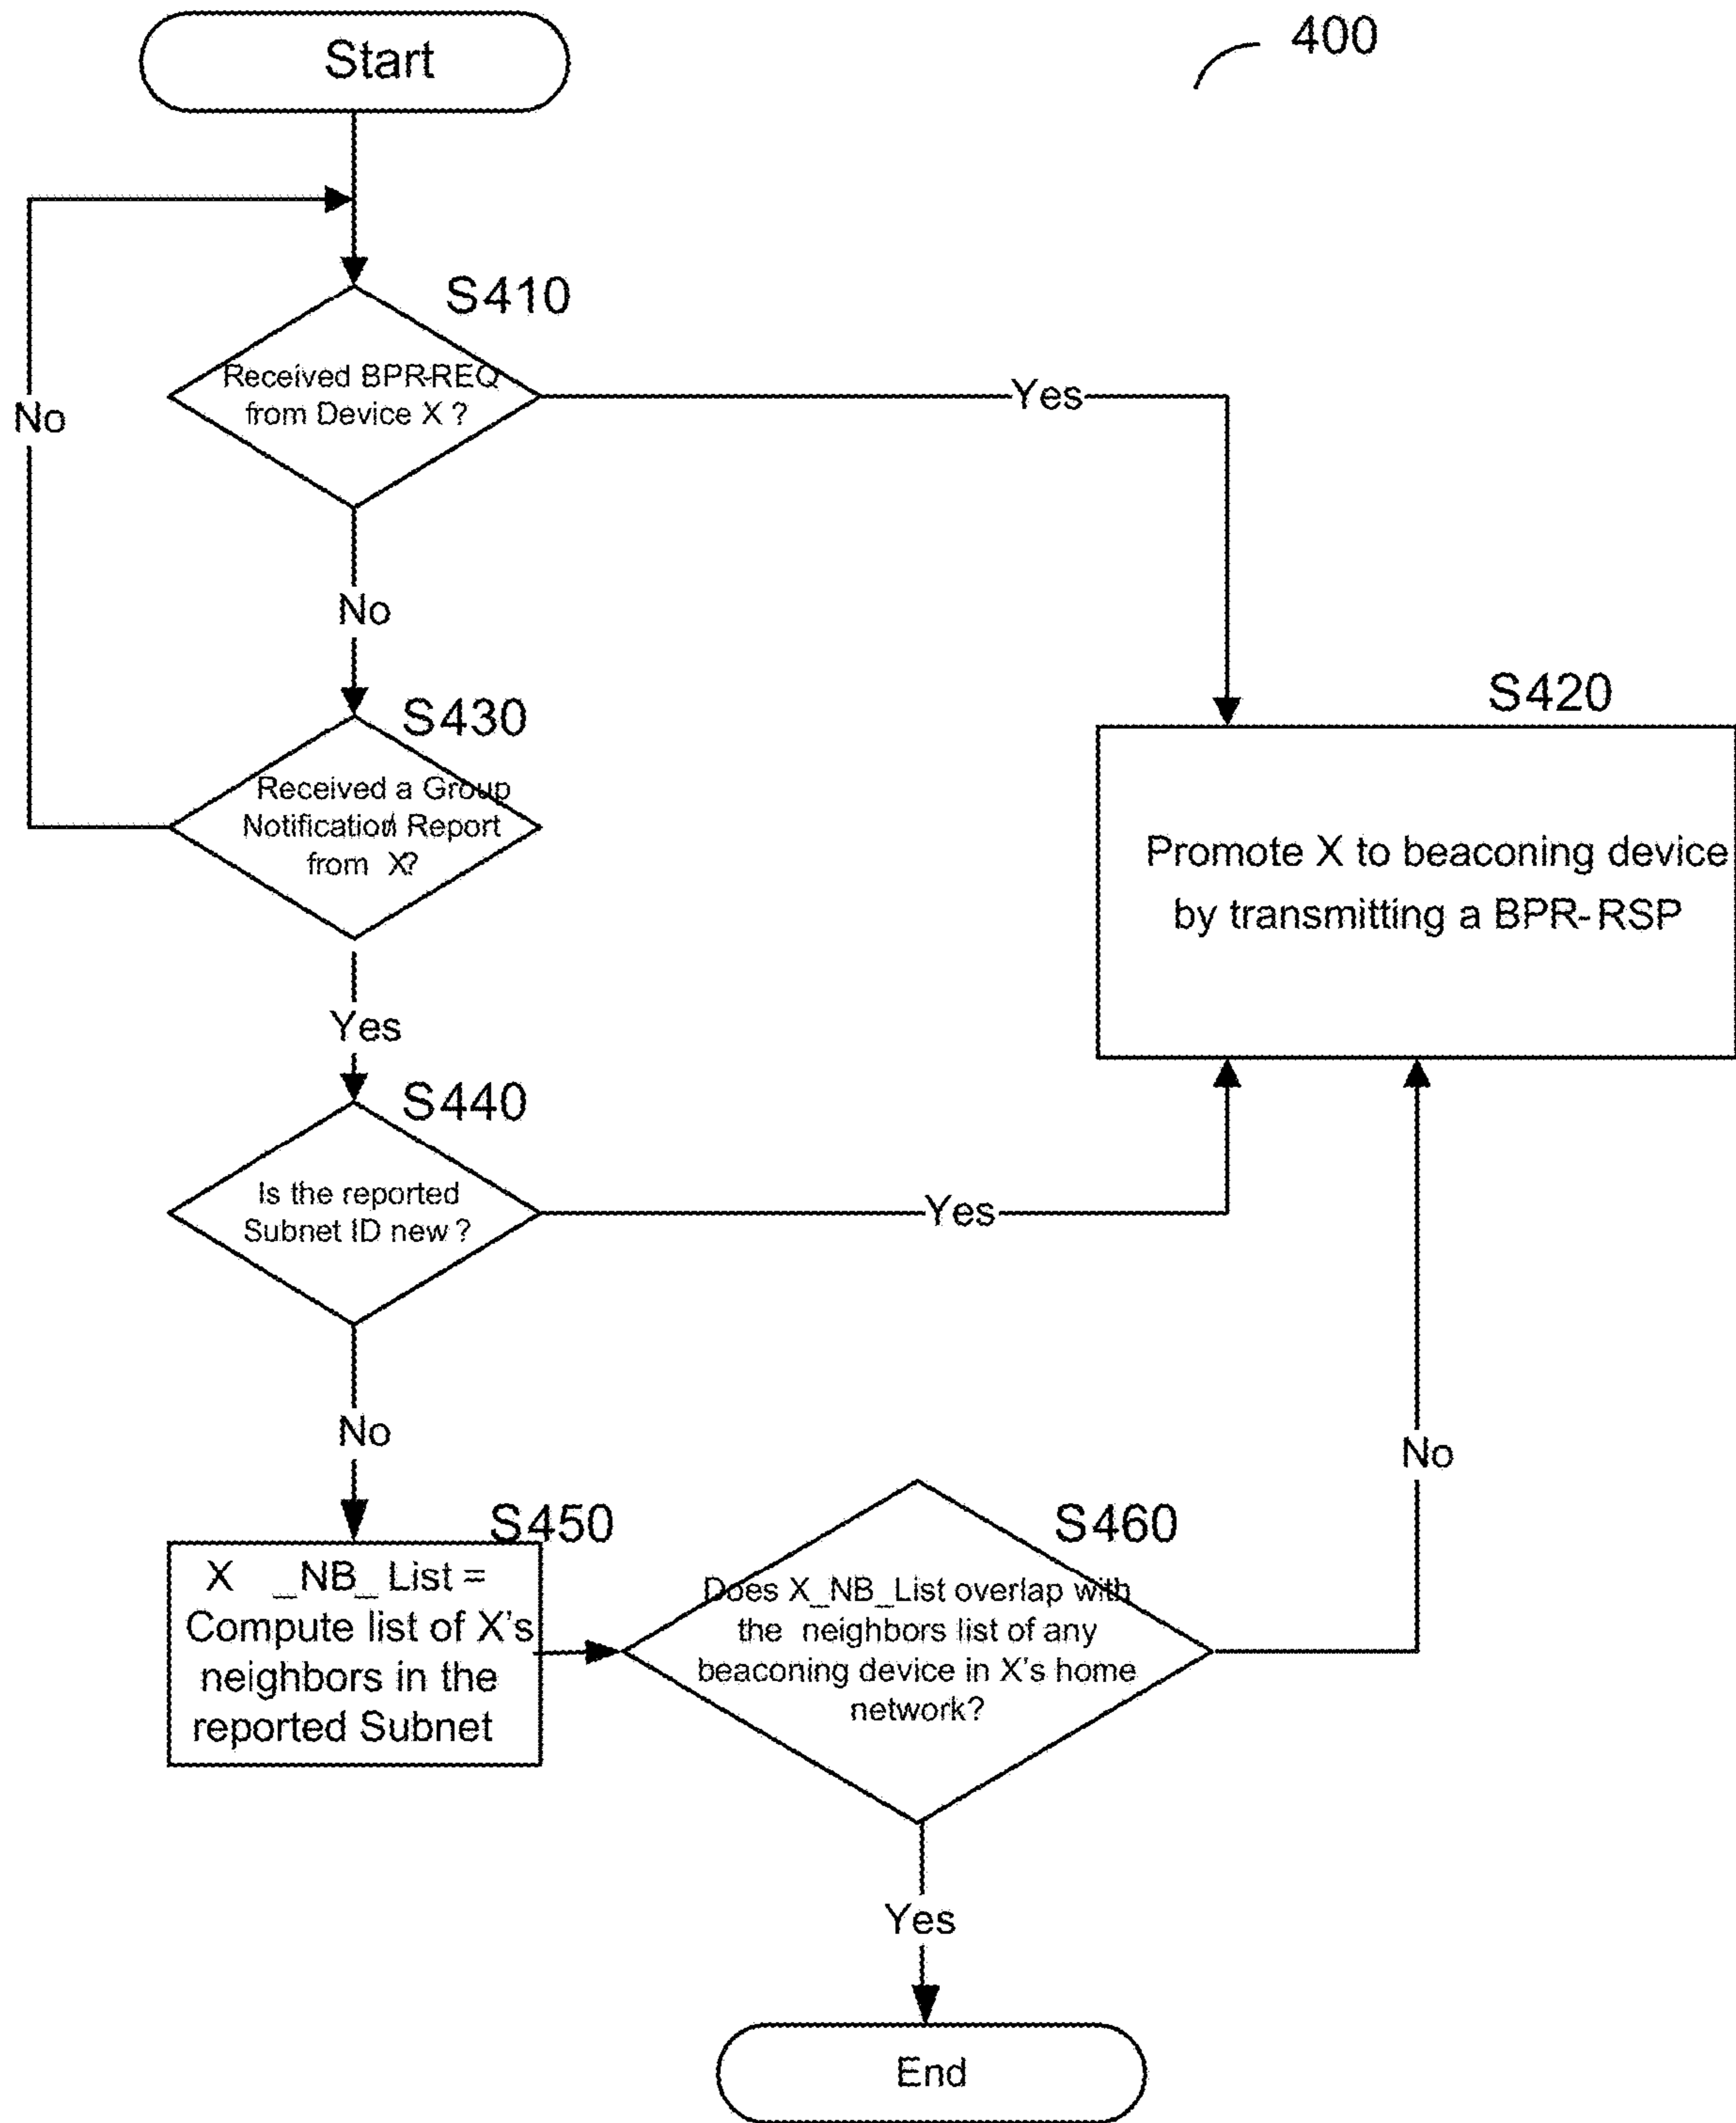 Start
400
S410
Received BPR-REQ
from Device X ?
Yes
No
No
S430
Received a Group
Notification Report
from X?
S420
Promote X to beaconing device
by transmitting a BPR-RSP
Yes
S440
Is the reported
Subnet ID new ?
Yes
No
No
S450
X _NB_ List =
Compute list of X's
neighbors in the
reported Subnet
S460
Does X_NB_List overlap with
the neighbors list of any
beaconing device in X's home
network?
Yes
End